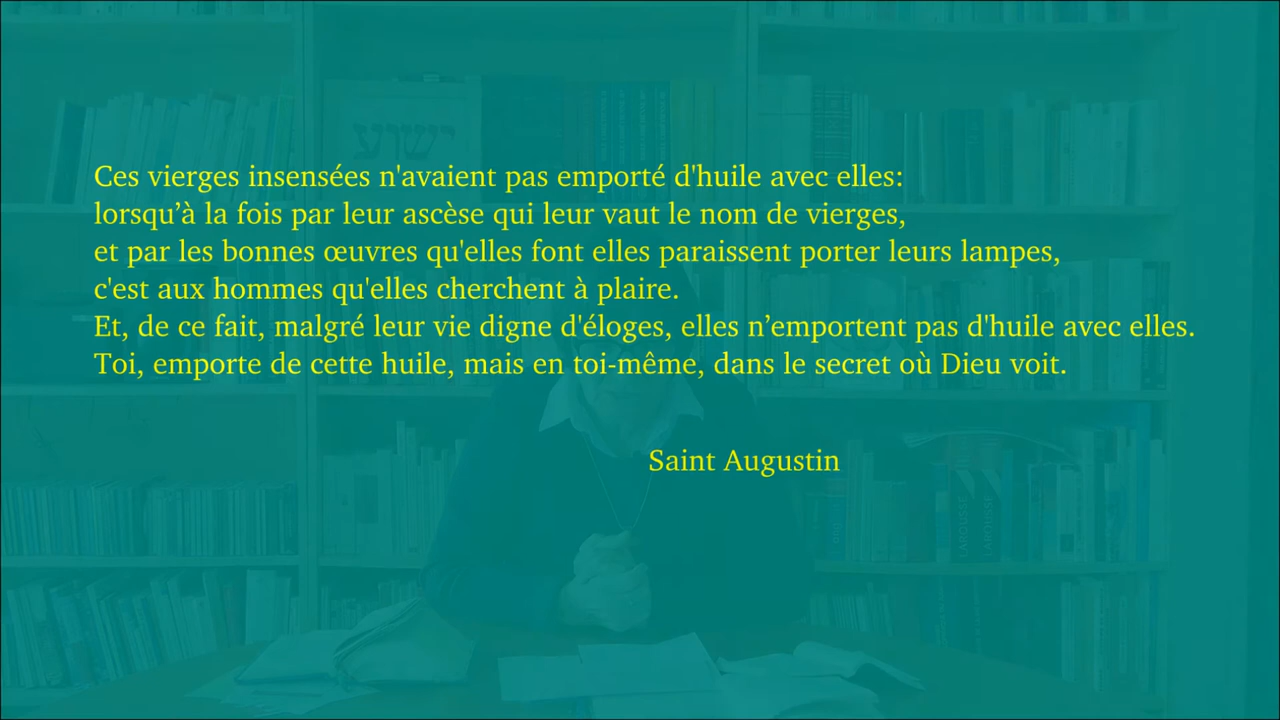 ישוע
Ces vierges insensées n'avaient pas emporté d'huile avec elles:
lorsqu’à la fois par leur ascèse qui leur vaut le nom de vierges,
et par les bonnes œuvres qu'elles font elles paraissent porter leurs lampes,
c'est aux hommes qu'elles cherchent à plaire.
Et, de ce fait, malgré leur vie digne d'éloges, elles n’emportent pas d'huile avec elles.
Toi, emporte de cette huile, mais en toi-même, dans le secret où Dieu voit.
Saint Augustin
LAROUSSE
LAROUSSE